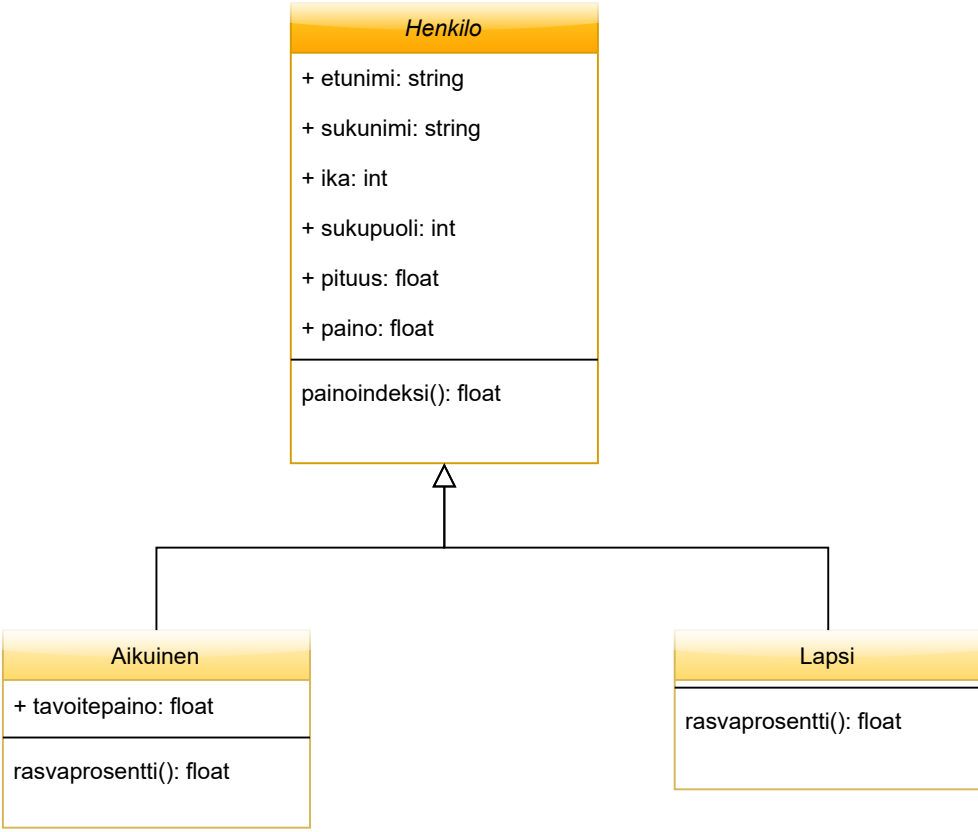 Henkilo
+ etunimi: string
+ sukunimi: string
+ ika: int
+ sukupuoli: int
+ pituus: float
+ paino: float
painoindeksi(): float
Aikuinen
+ tavoitepaino: float
rasvaprosentti(): float
Lapsi
rasvaprosentti(): float